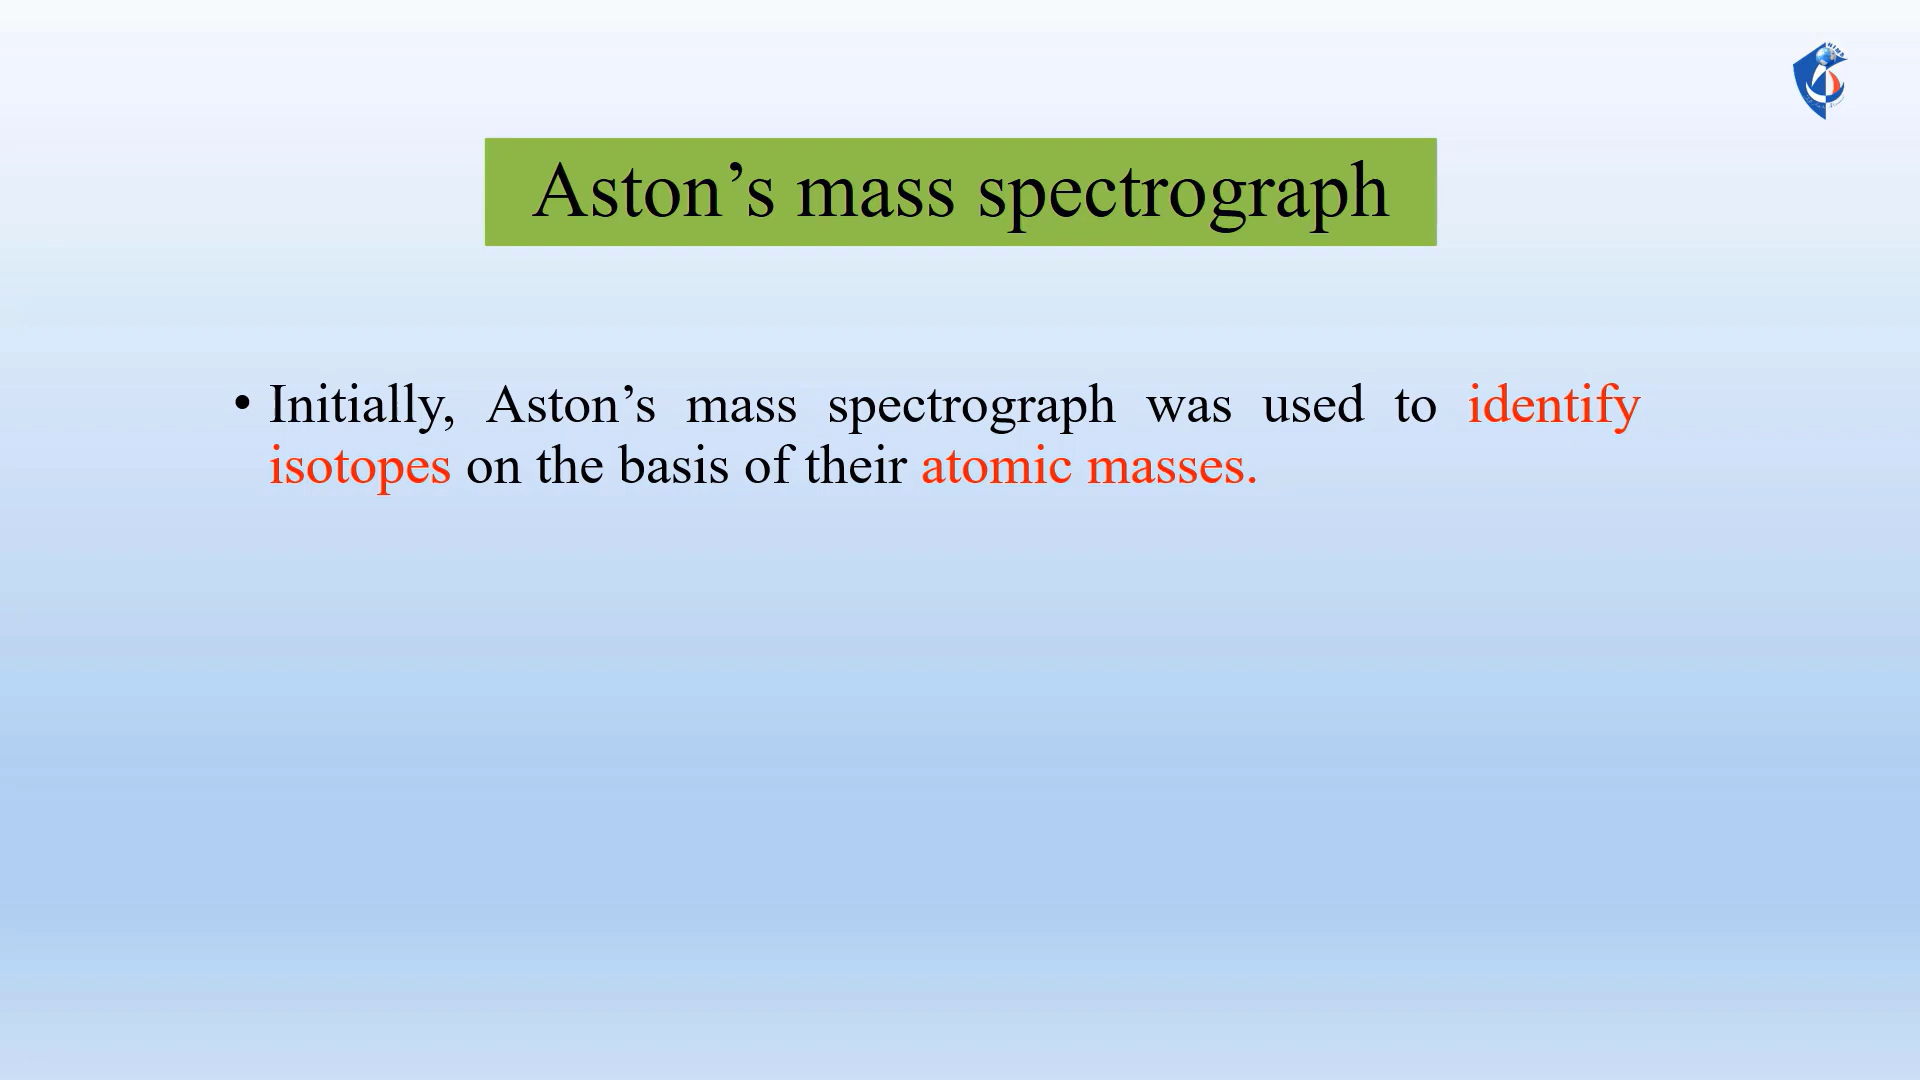 Aston’s mass spectrograph
• Initially, Aston’s mass spectrograph was used to identify
isotopes on the basis of their atomic masses.